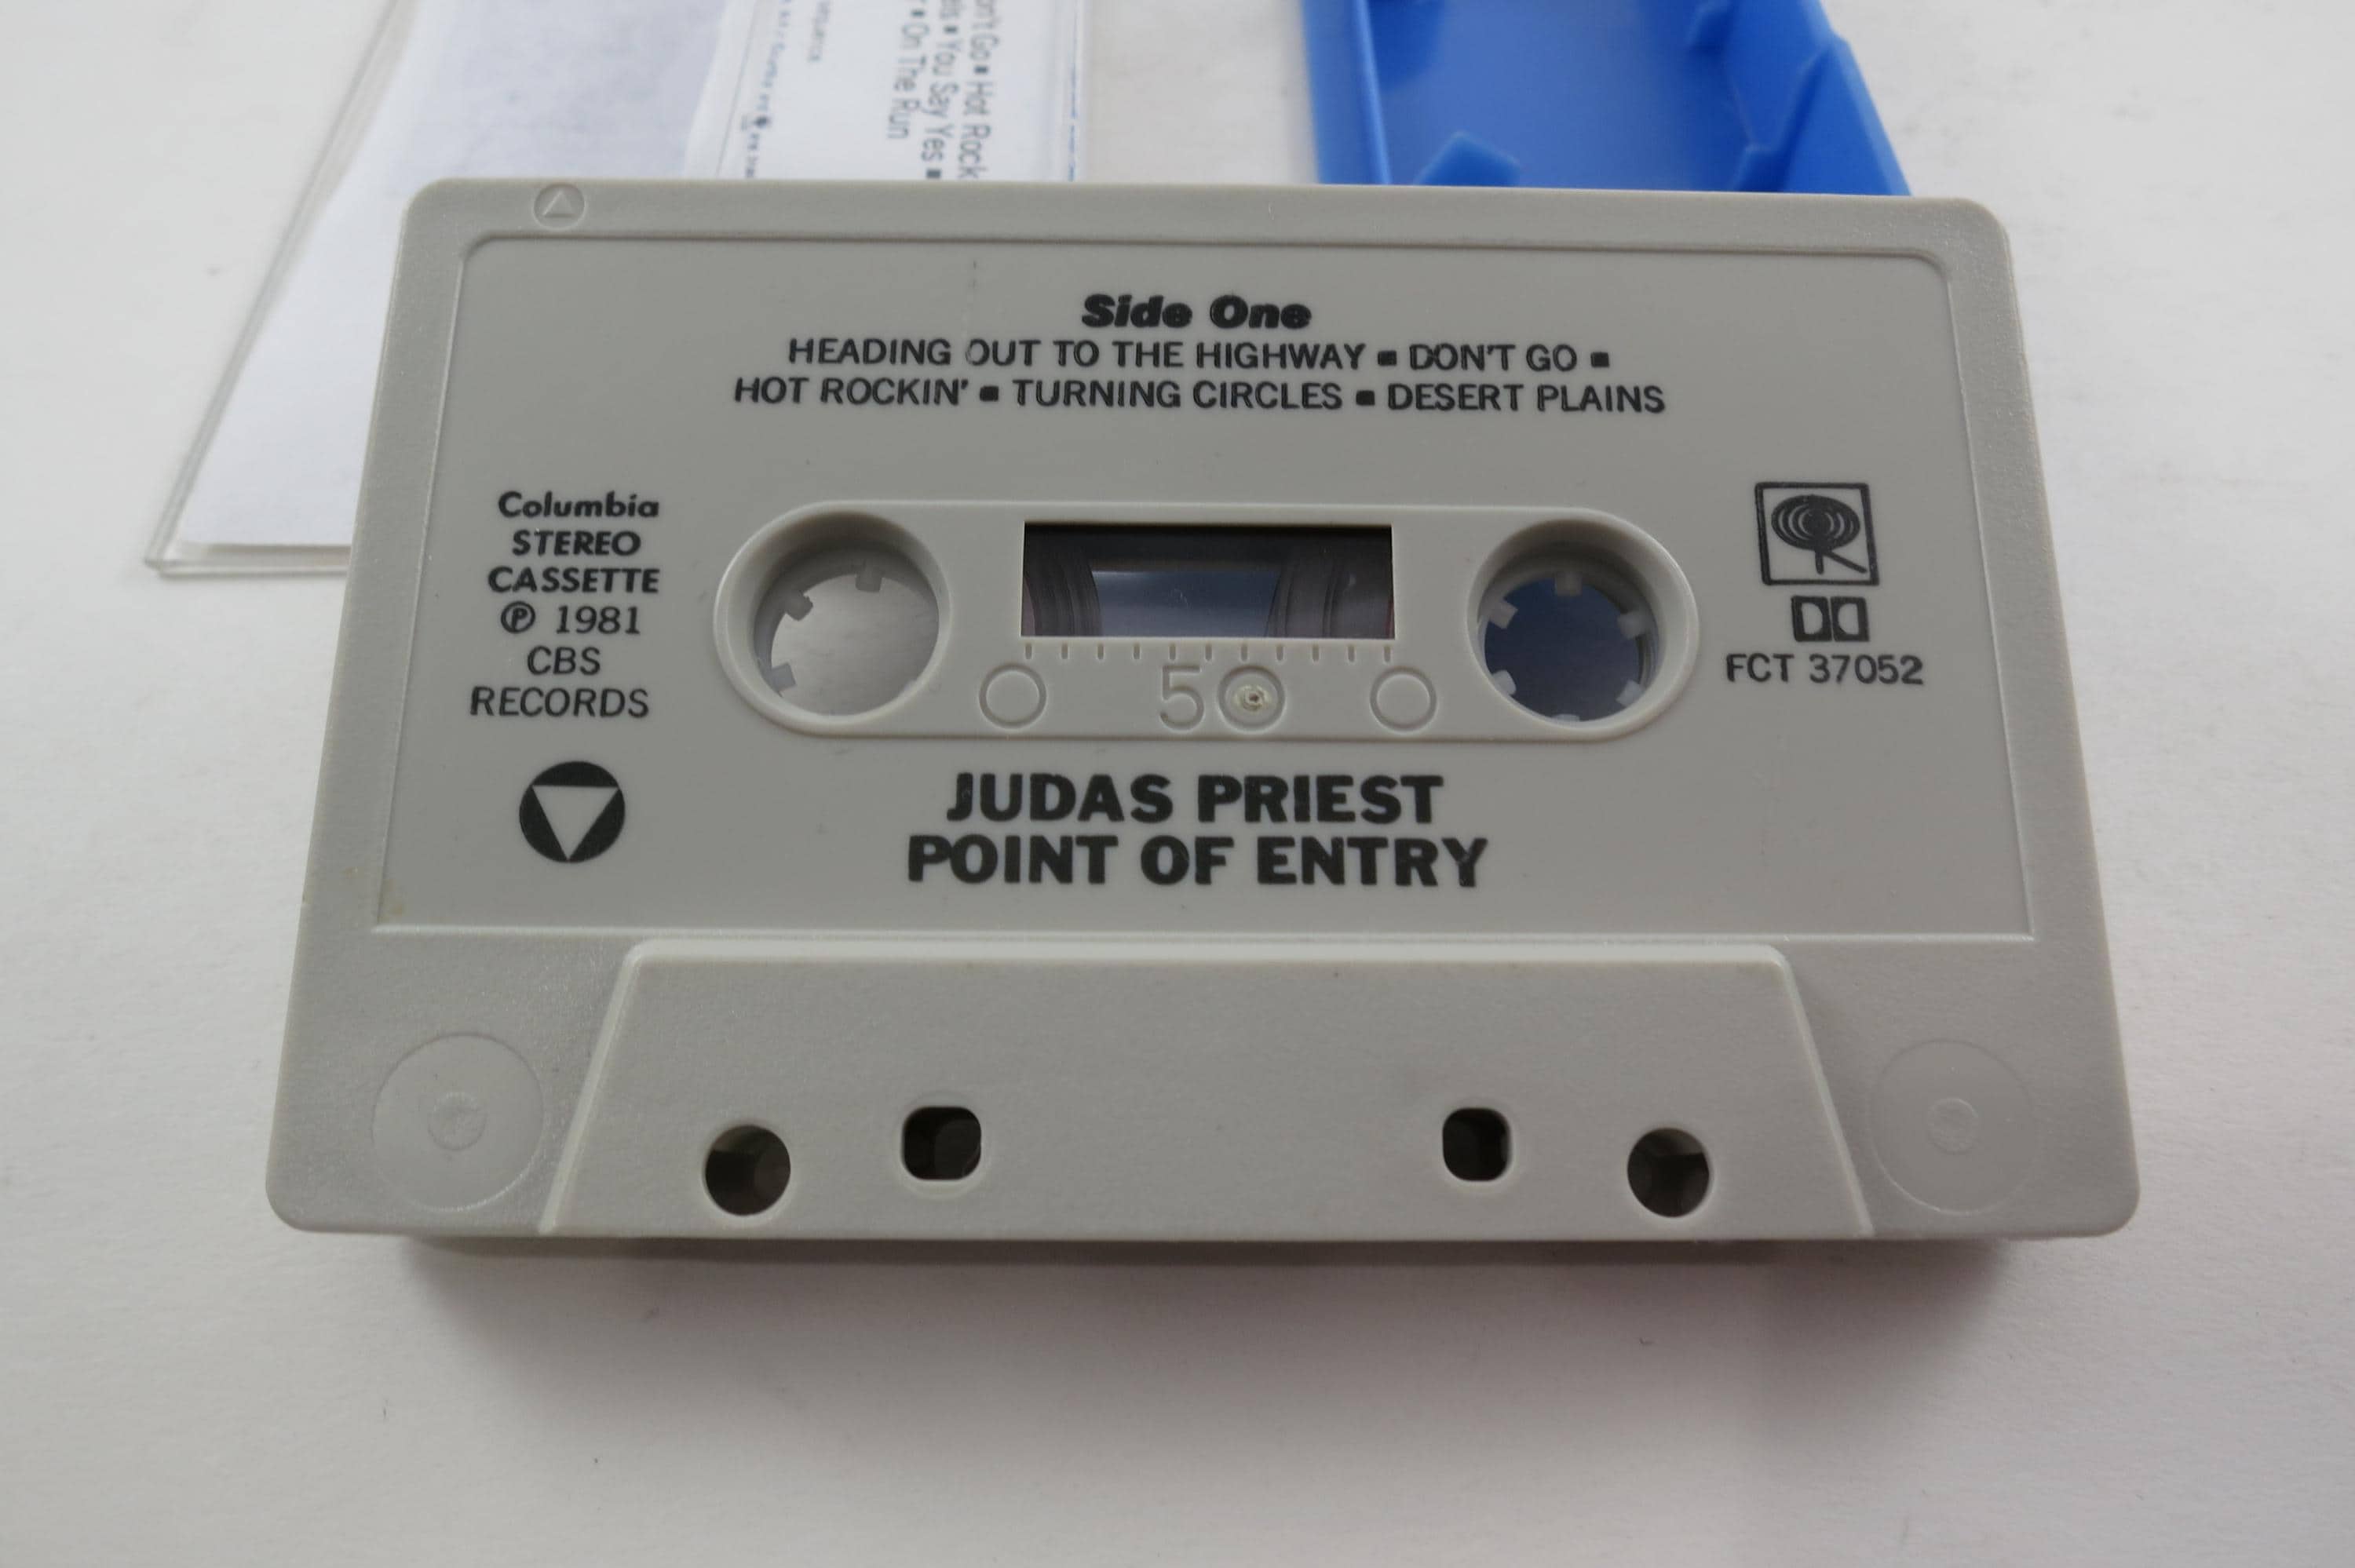 Hot Rock
You Say Yes ■
On The Run
Side One
HEADING OUT TO THE HIGHWAY ■ DON'T GO ■
HOT ROCKIN' ■ TURNING CIRCLES ■ DESERT PLAINS
Columbia
STEREO
CASSETTE
℗ 1981
CBS
RECORDS
FCT 37052
50
JUDAS PRIEST
POINT OF ENTRY